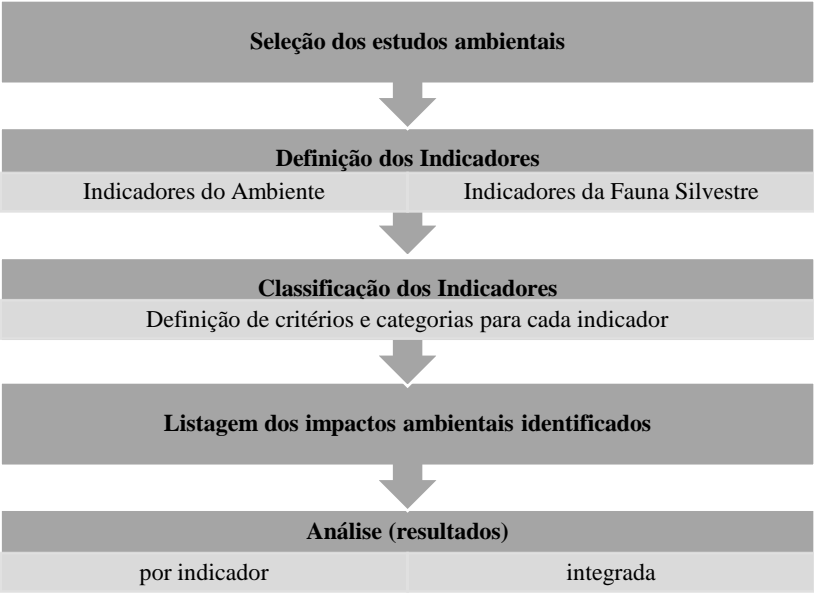 Seleção dos estudos ambientais
Definição dos Indicadores
Indicadores do Ambiente
Indicadores da Fauna Silvestre
Classificação dos Indicadores
Definição de critérios e categorias para cada indicador
Listagem dos impactos ambientais identificados
Análise (resultados)
por indicador
integrada